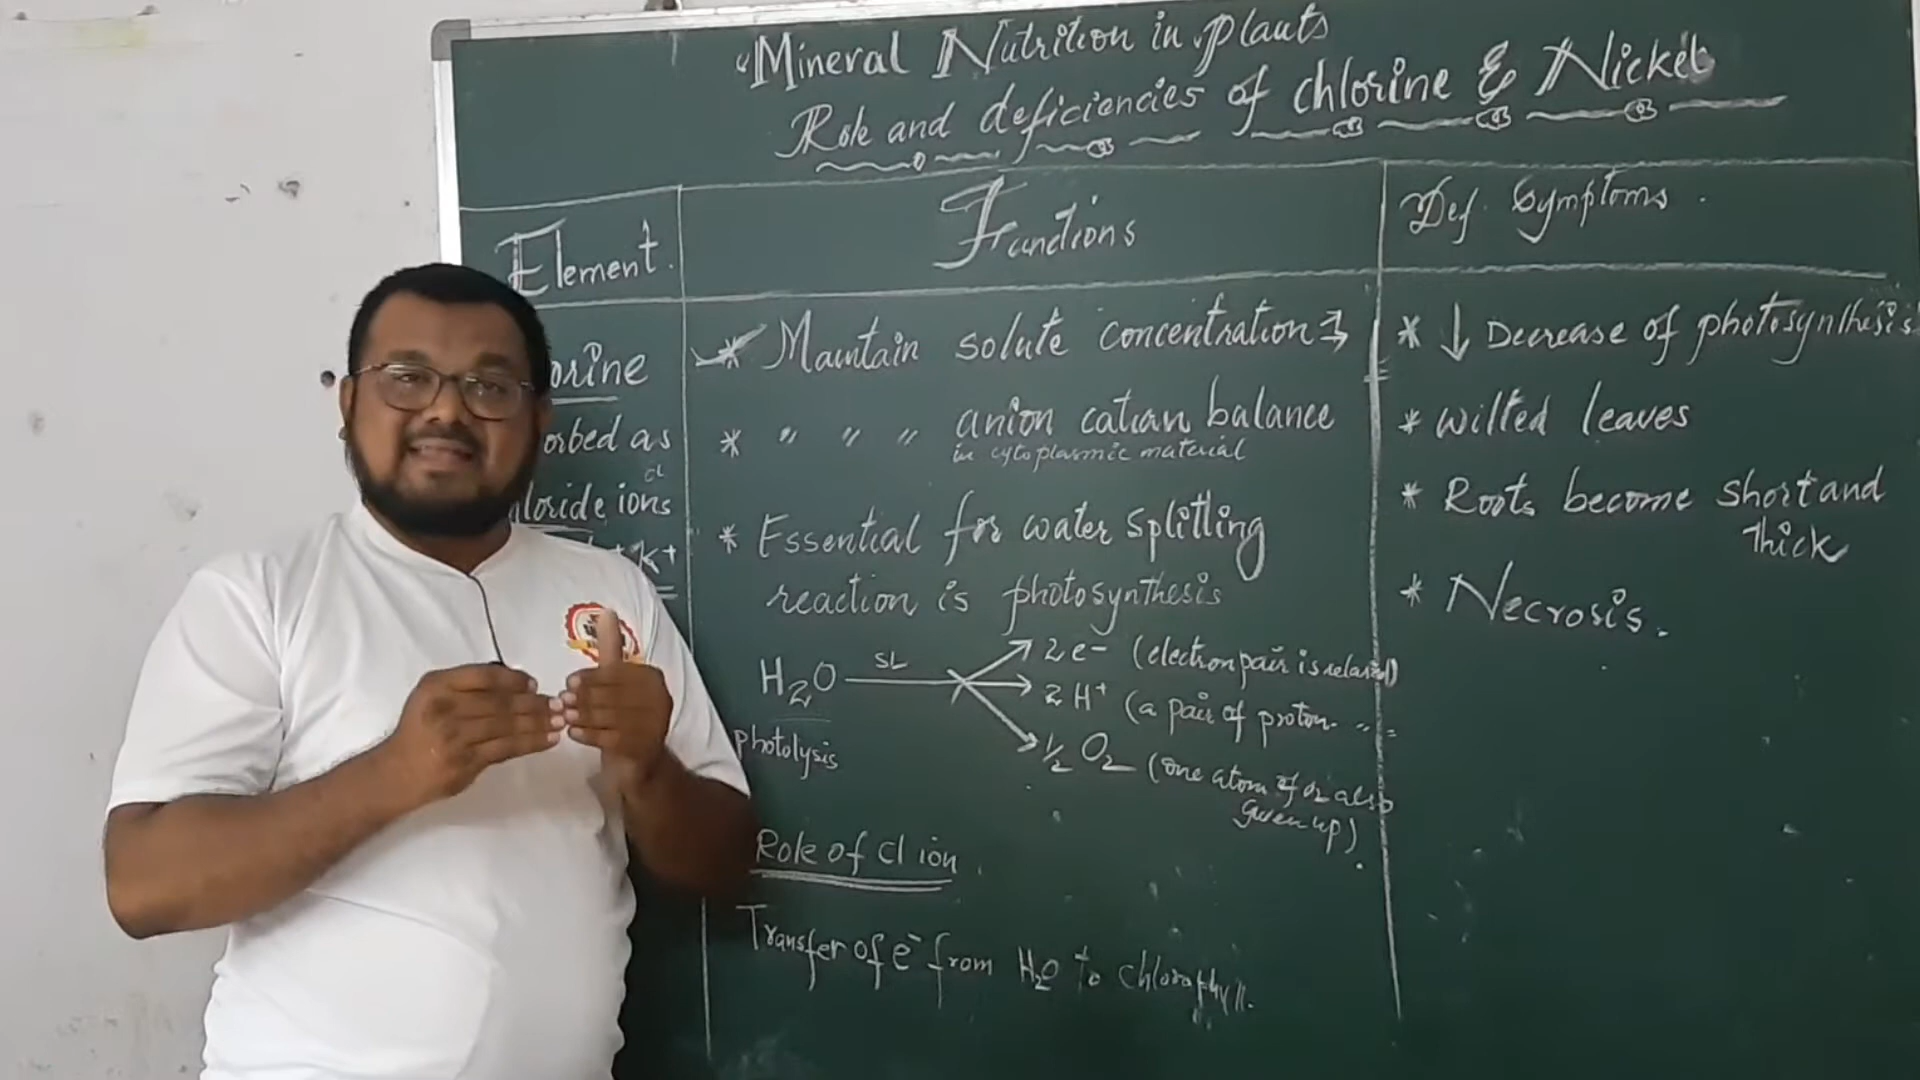 Mineral Nutrition in plants
Role and deficiencies of chlorine & Nickel
Element.
Functions
Def. Symptoms.
orine
orbed as
cl
loride ions
K+
* Maintain solute concentration
* " " " anion cation balance
in cytoplasmic material
* Essential for water splitting
reaction is photosynthesis
H2O SL
2e- (electron pair is relased)
2H+ (a pair of proton. " "
½ O2 (one atom of o2 also
given up)
photolysis
Role of Cl ion
Transfer of e- from H2O to chlorophyll.
* ↓ Decrease of photosynthesis
* wilted leaves
* Roots become short and
thick
* Necrosis.